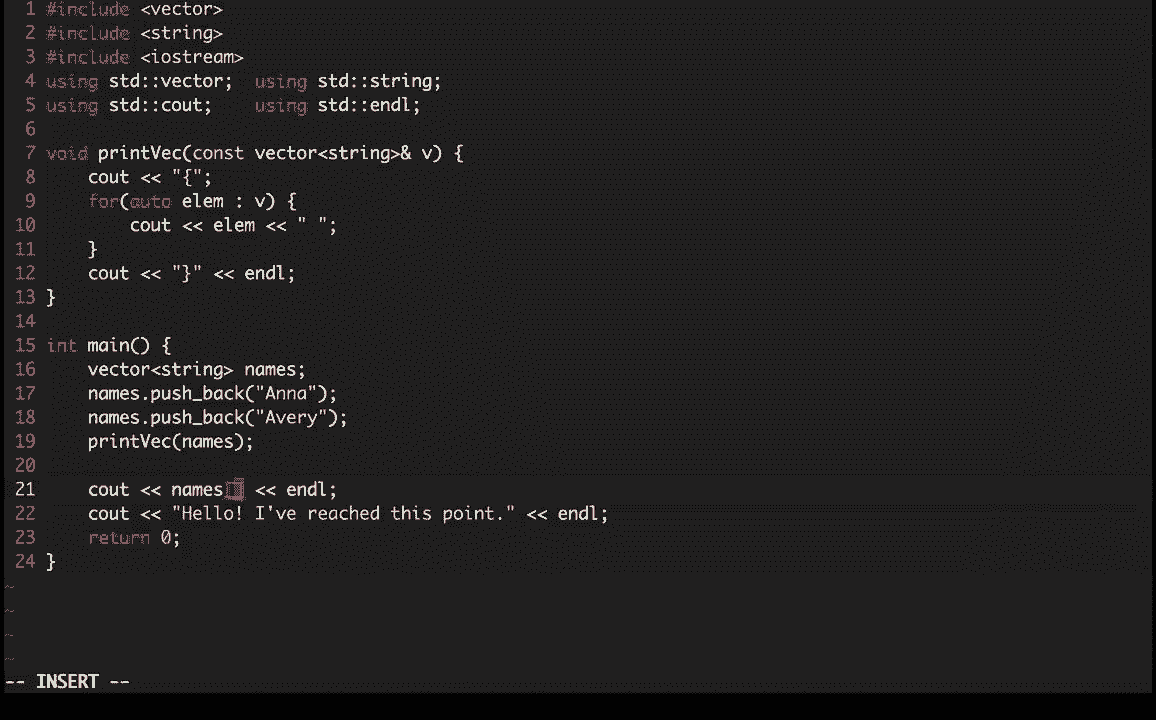 1 #include <vector>
2 #include <string>
3 #include <iostream>
4 using std::vector;  using std::string;
5 using std::cout;    using std::endl;
6
7 void printVec(const vector<string>& v) {
8     cout << "{";
9     for(auto elem : v) {
10         cout << elem << " ";
11     }
12     cout << "}" << endl;
13 }
14
15 int main() {
16     vector<string> names;
17     names.push_back("Anna");
18     names.push_back("Avery");
19     printVec(names);
20
21     cout << names[] << endl;
22     cout << "Hello! I've reached this point." << endl;
23     return 0;
24 }
~
~
~
~
-- INSERT --